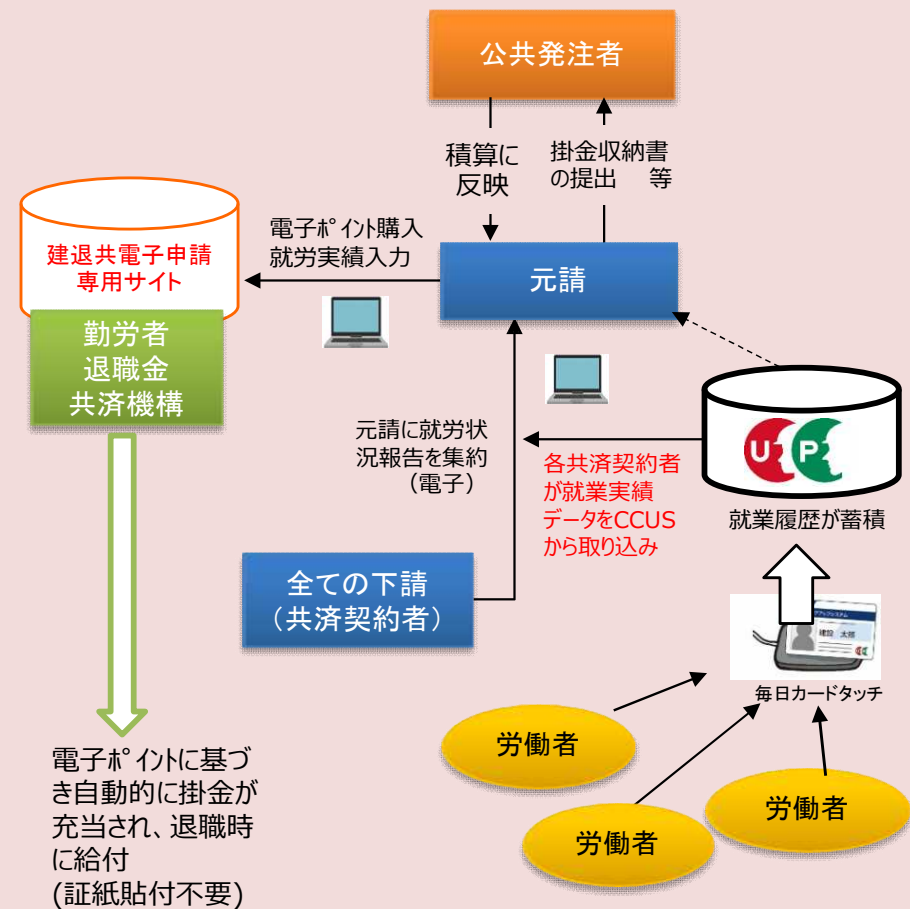 公共発注者
積算に
反映
掛金収納書
の提出　等
電子ポイント購入
就労実績入力
建退共電子申請
専用サイト
元請
勤労者
退職金
共済機構
元請に就労状
況報告を集約
（電子）
各共済契約者
が就業実績
データをCCUS
から取り込み
U P
就業履歴が蓄積
全ての下請
（共済契約者）
建設 太郎
毎日カードタッチ
労働者
労働者
労働者
電子ポイントに基づ
き自動的に掛金が
充当され、退職時
に給付
(証紙貼付不要)